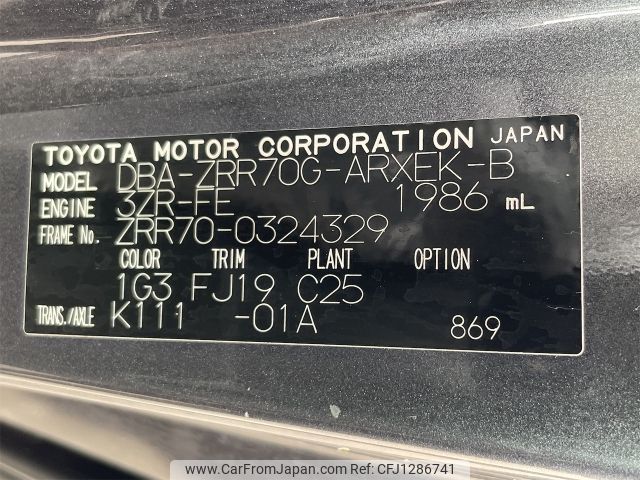 TOYOTA MOTOR CORPORATION JAPAN
MODEL DBA-ZRR70G-ARXEK-B
ENGINE 3ZR-FE 1986 mL
FRAME No. ZRR70-0324329
COLOR TRIM PLANT OPTION
1G3 FJ19 C25
TRANS./AXLE K111 -01A 869
www.CarFromJapan.com - Ref No. CFJ1286741